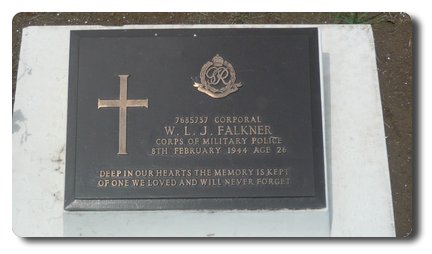 7685757 CORPORAL
W. L. J. FALKNER
CORPS OF MILITARY POLICE
8TH FEBRUARY 1944 AGE 26
DEEP IN OUR HEARTS THE MEMORY IS KEPT
OF ONE WE LOVED AND WILL NEVER FORGET